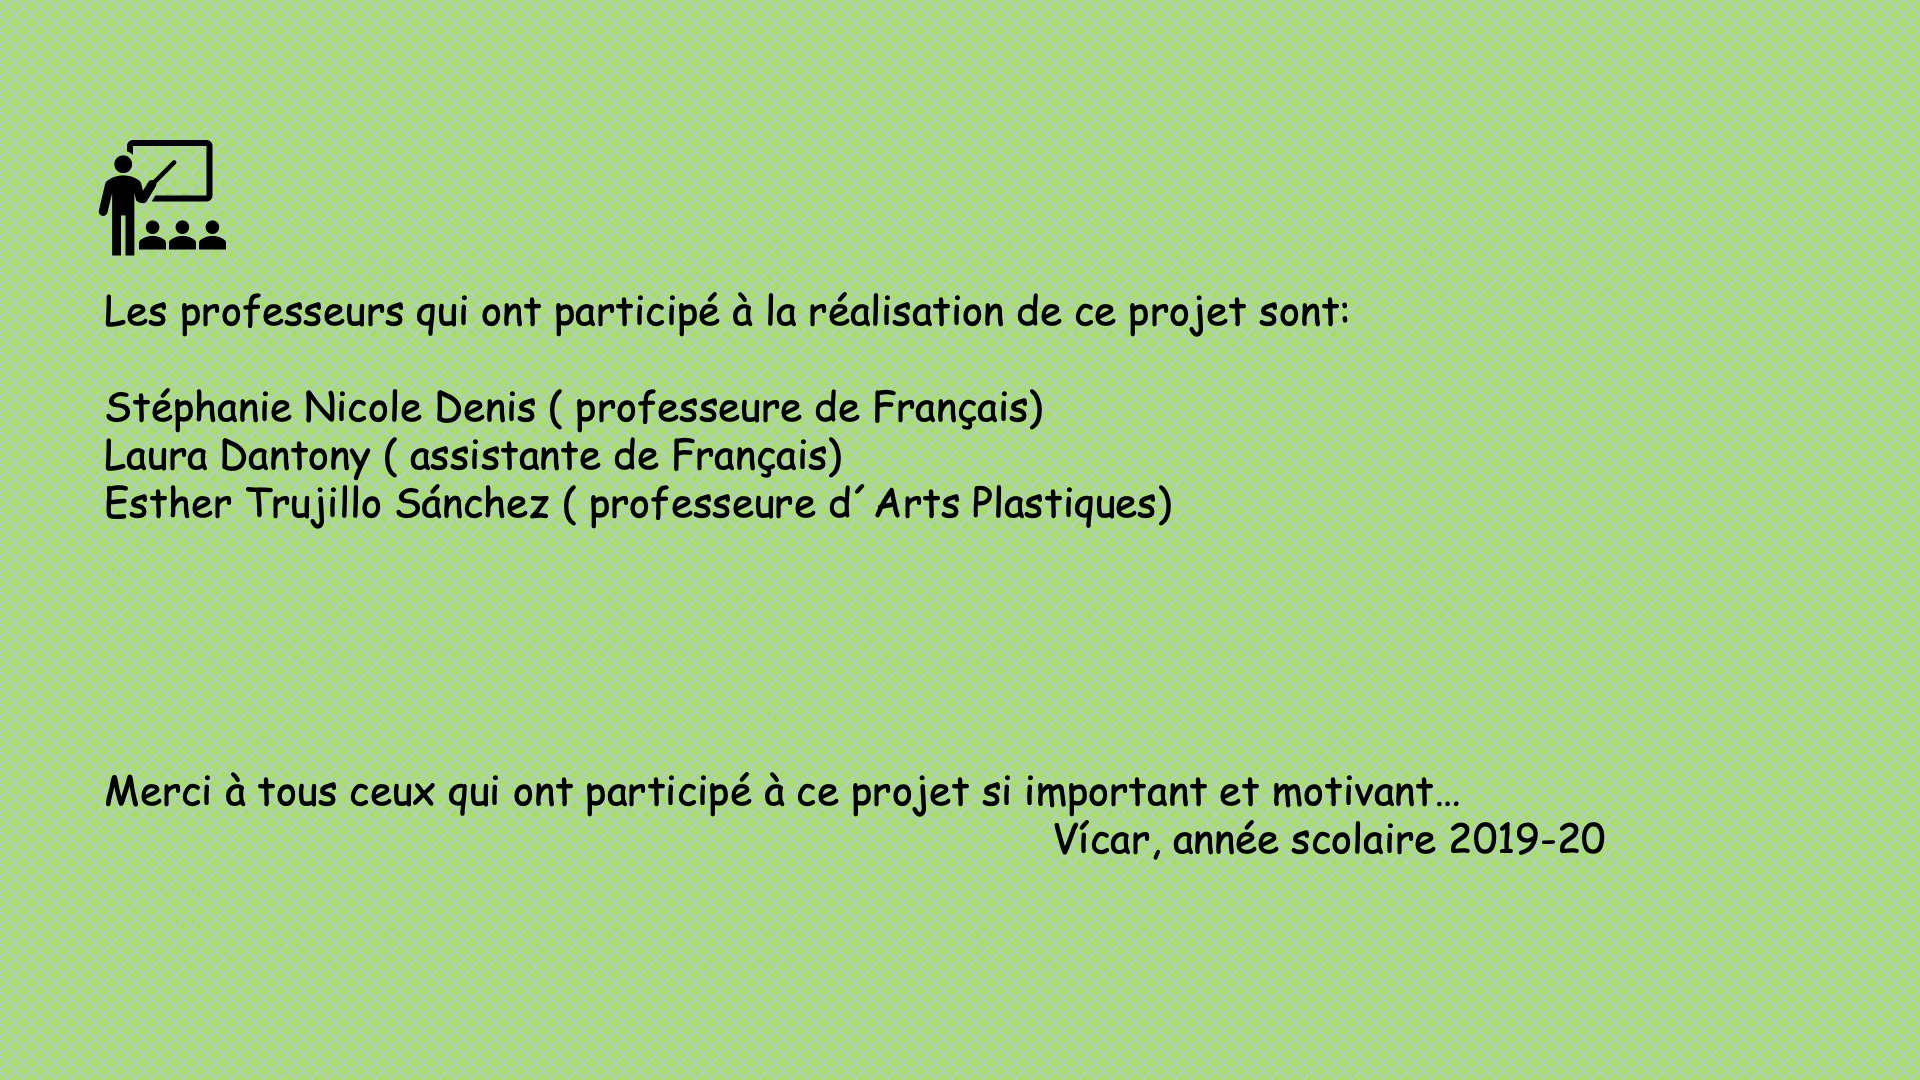 Les professeurs qui ont participé à la réalisation de ce projet sont:
Stéphanie Nicole Denis ( professeure de Français)
Laura Dantony ( assistante de Français)
Esther Trujillo Sánchez ( professeure d´Arts Plastiques)
Merci à tous ceux qui ont participé à ce projet si important et motivant…
Vícar, année scolaire 2019-20